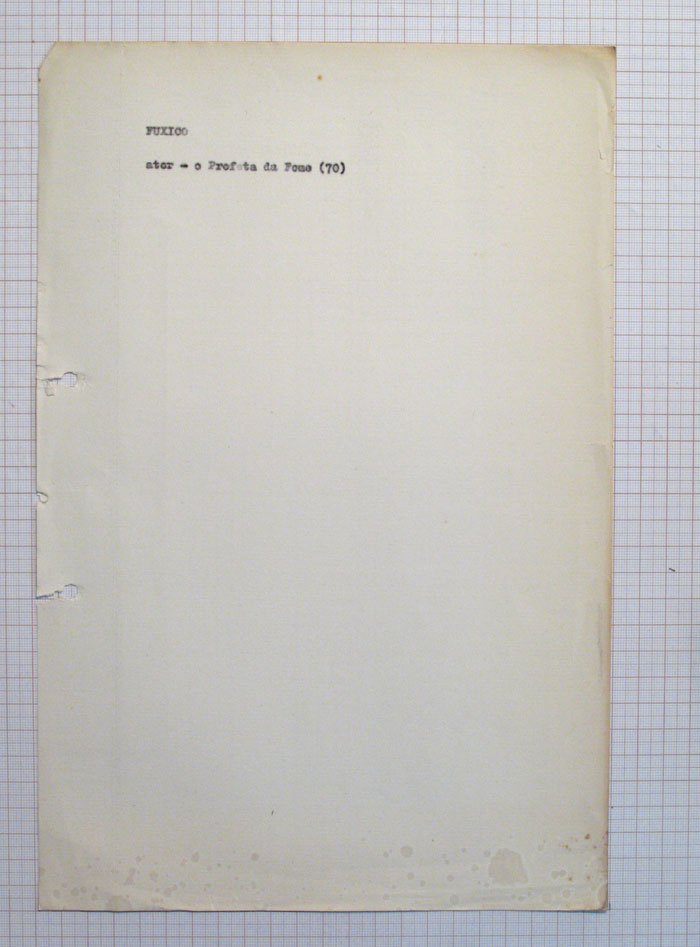 FUXICO
ator - o Profeta da Fome (70)